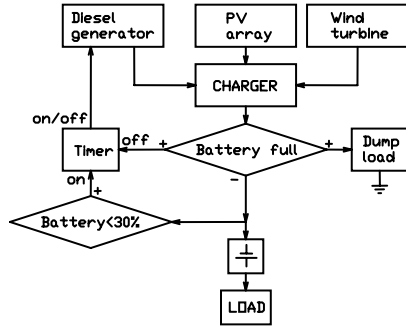 Diesel
generator
PV
array
Wind
turbine
CHARGER
on/off
Timer
off
+
Battery full
+
Dump
load
on
+
-
Battery<30%
LOAD